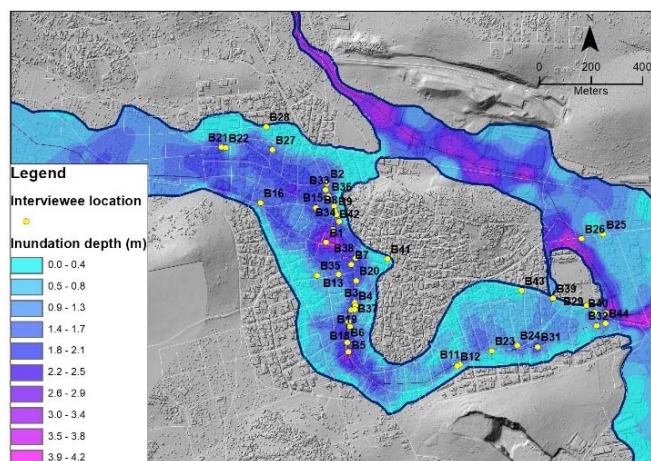 N
0 200 400
Meters
B28
B21 B22 B27
B2
B33 B36
B16
B15 B8 B9
B34 B42
B1
B38 B7 B41
B35
B13 B20
B3 B4
B37
B19
B6
B18
B5
B26 B25
B43 B39
B29 B40
B32 B44
B11 B12 B23 B24 B31
Legend
Interviewee location
Inundation depth (m)
0.0 - 0.4
0.5 - 0.8
0.9 - 1.3
1.4 - 1.7
1.8 - 2.1
2.2 - 2.5
2.6 - 2.9
3.0 - 3.4
3.5 - 3.8
3.9 - 4.2